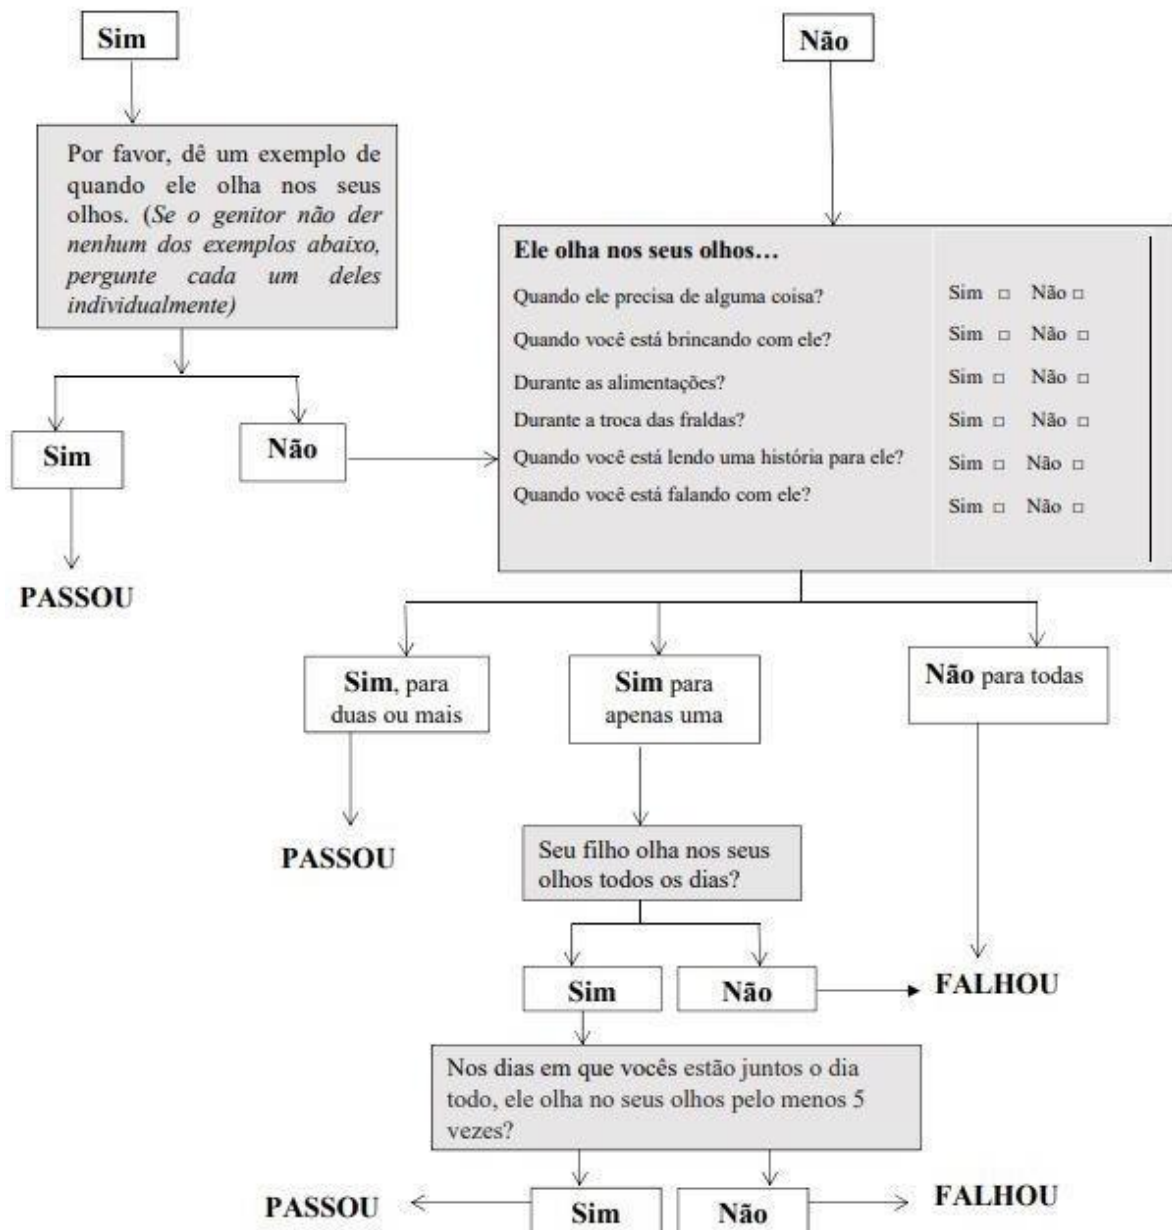 Sim
Não
Por favor, dê um exemplo de
quando ele olha nos seus
olhos. (Se o genitor não der
nenhum dos exemplos abaixo,
pergunte cada um deles
individualmente)
Sim
Não
PASSOU
Ele olha nos seus olhos…
Quando ele precisa de alguma coisa? Sim □ Não □
Quando você está brincando com ele? Sim □ Não □
Durante as alimentações? Sim □ Não □
Durante a troca das fraldas? Sim □ Não □
Quando você está lendo uma história para ele? Sim □ Não □
Quando você está falando com ele? Sim □ Não □
Sim, para
duas ou mais
Sim para
apenas uma
Não para todas
PASSOU
Seu filho olha nos seus
olhos todos os dias?
Sim
Não
FALHOU
Nos dias em que vocês estão juntos o dia
todo, ele olha no seus olhos pelo menos 5
vezes?
PASSOU
Sim
Não
FALHOU